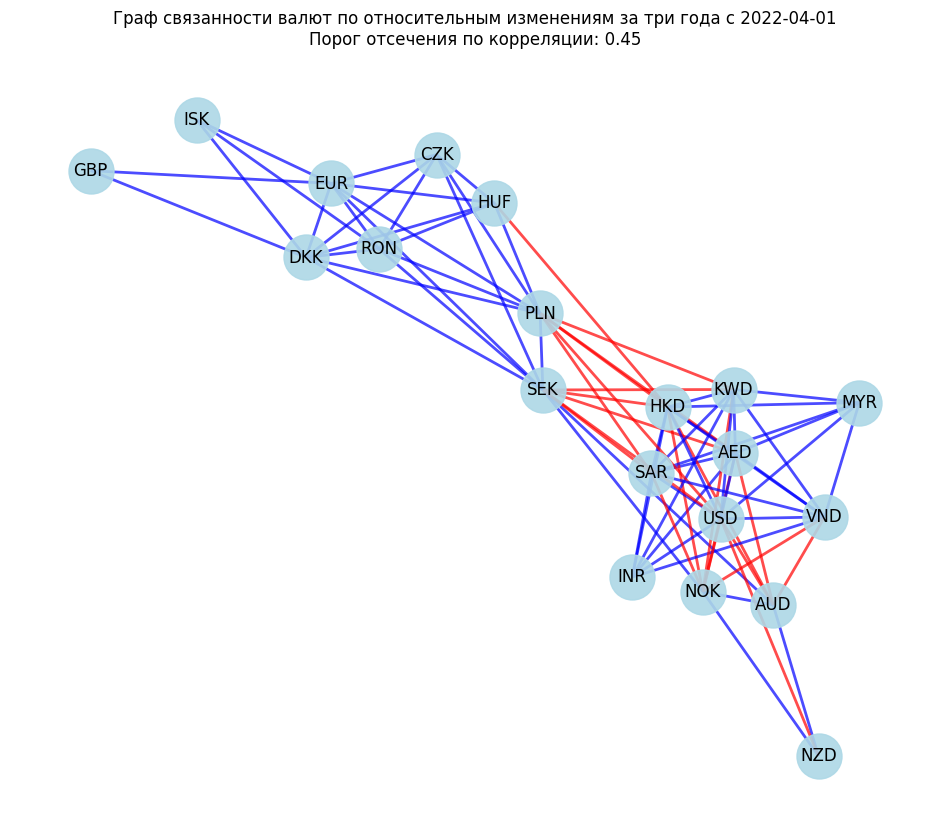 Граф связанности валют по относительным изменениям за три года с 2022-04-01
Порог отсечения по корреляции: 0.45
ISK
CZK
GBP
EUR
HUF
RON
DKK
PLN
SEK
KWD
MYR
HKD
AED
SAR
USD
VND
INR
NOK
AUD
NZD